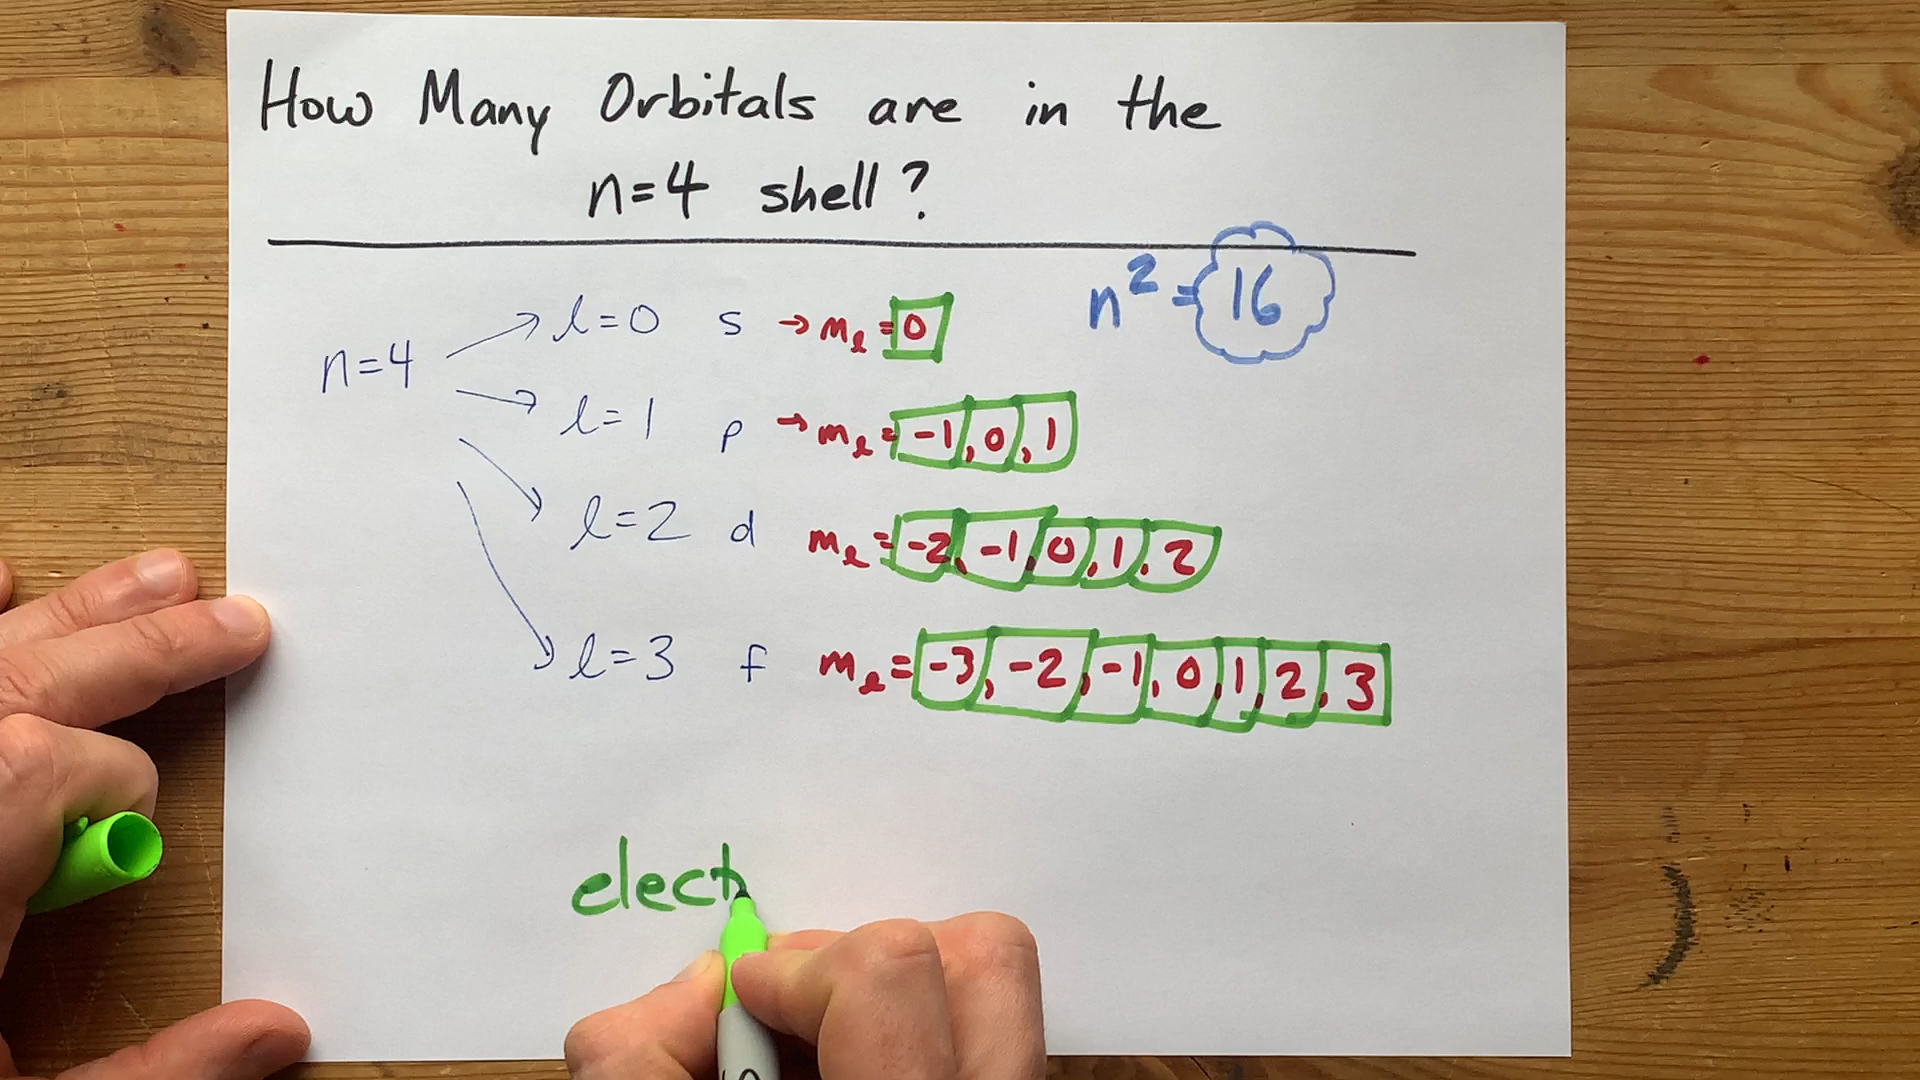 How Many Orbitals are in the
n=4 shell?
n² = 16
n=4
l=0 s → mₗ = 0
l=1 p → mₗ = -1, 0, 1
l=2 d mₗ = -2, -1, 0, 1, 2
l=3 f mₗ = -3, -2, -1, 0, 1, 2, 3
elect